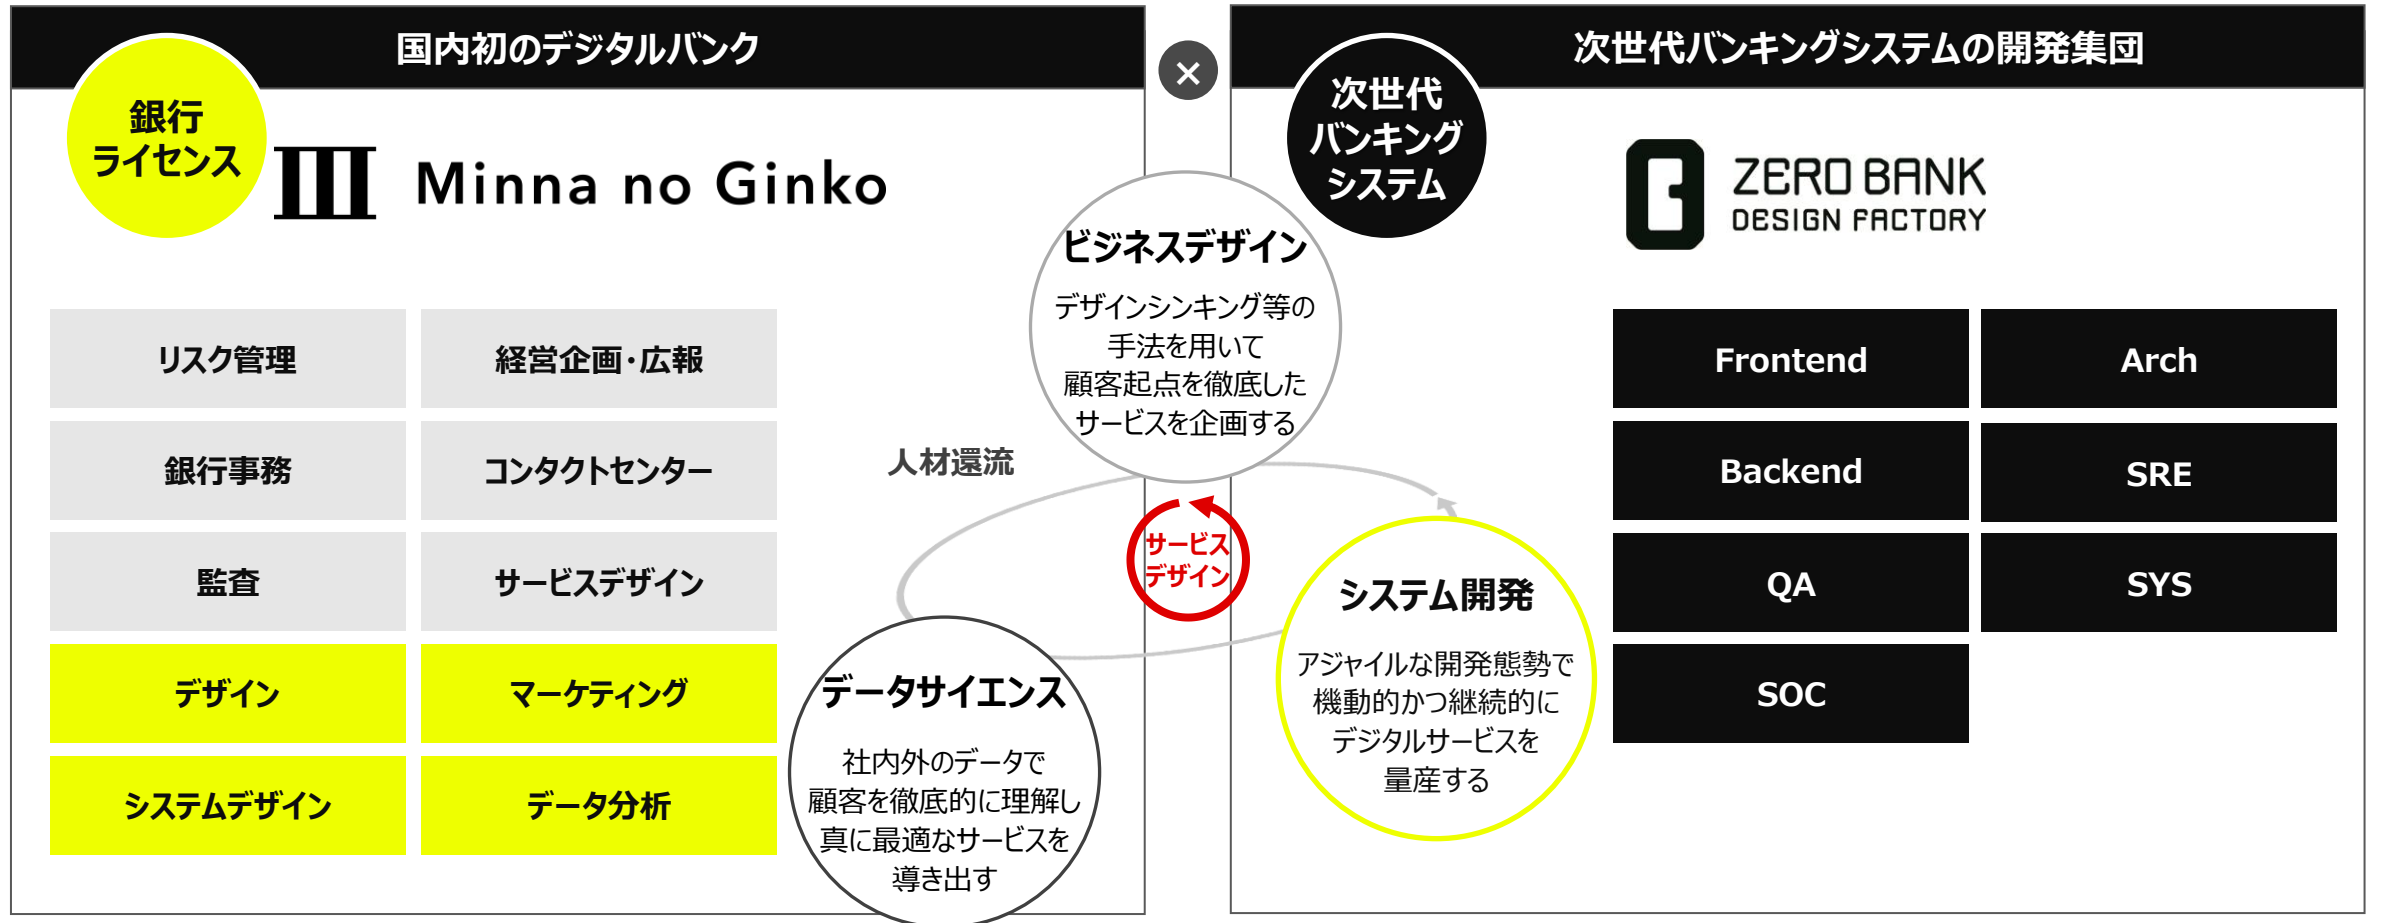 国内初のデジタルバンク
銀行
ライセンス
Minna no Ginko
リスク管理
経営企画・広報
銀行事務
コンタクトセンター
監査
サービスデザイン
デザイン
マーケティング
システムデザイン
データ分析
×
人材還流
ビジネスデザイン
デザインシンキング等の
手法を用いて
顧客起点を徹底した
サービスを企画する
サービス
デザイン
データサイエンス
社内外のデータで
顧客を徹底的に理解し
真に最適なサービスを
導き出す
システム開発
アジャイルな開発態勢で
機動的かつ継続的に
デジタルサービスを
量産する
次世代バンキングシステムの開発集団
次世代
バンキング
システム
ZERO BANK
DESIGN FACTORY
Frontend
Arch
Backend
SRE
QA
SYS
SOC